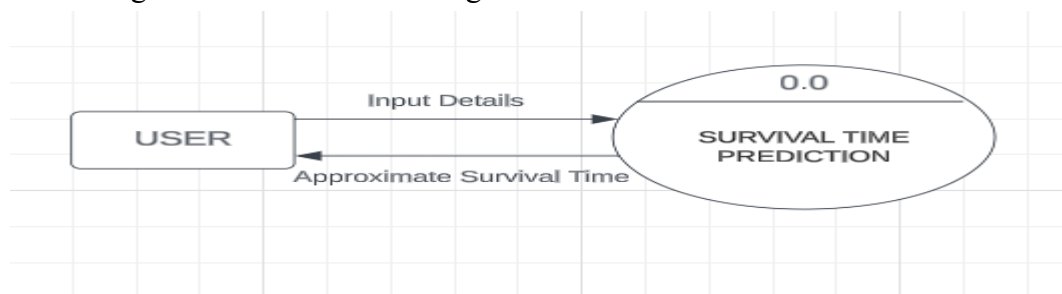 0.0
Input Details
USER
SURVIVAL TIME
PREDICTION
Approximate Survival Time